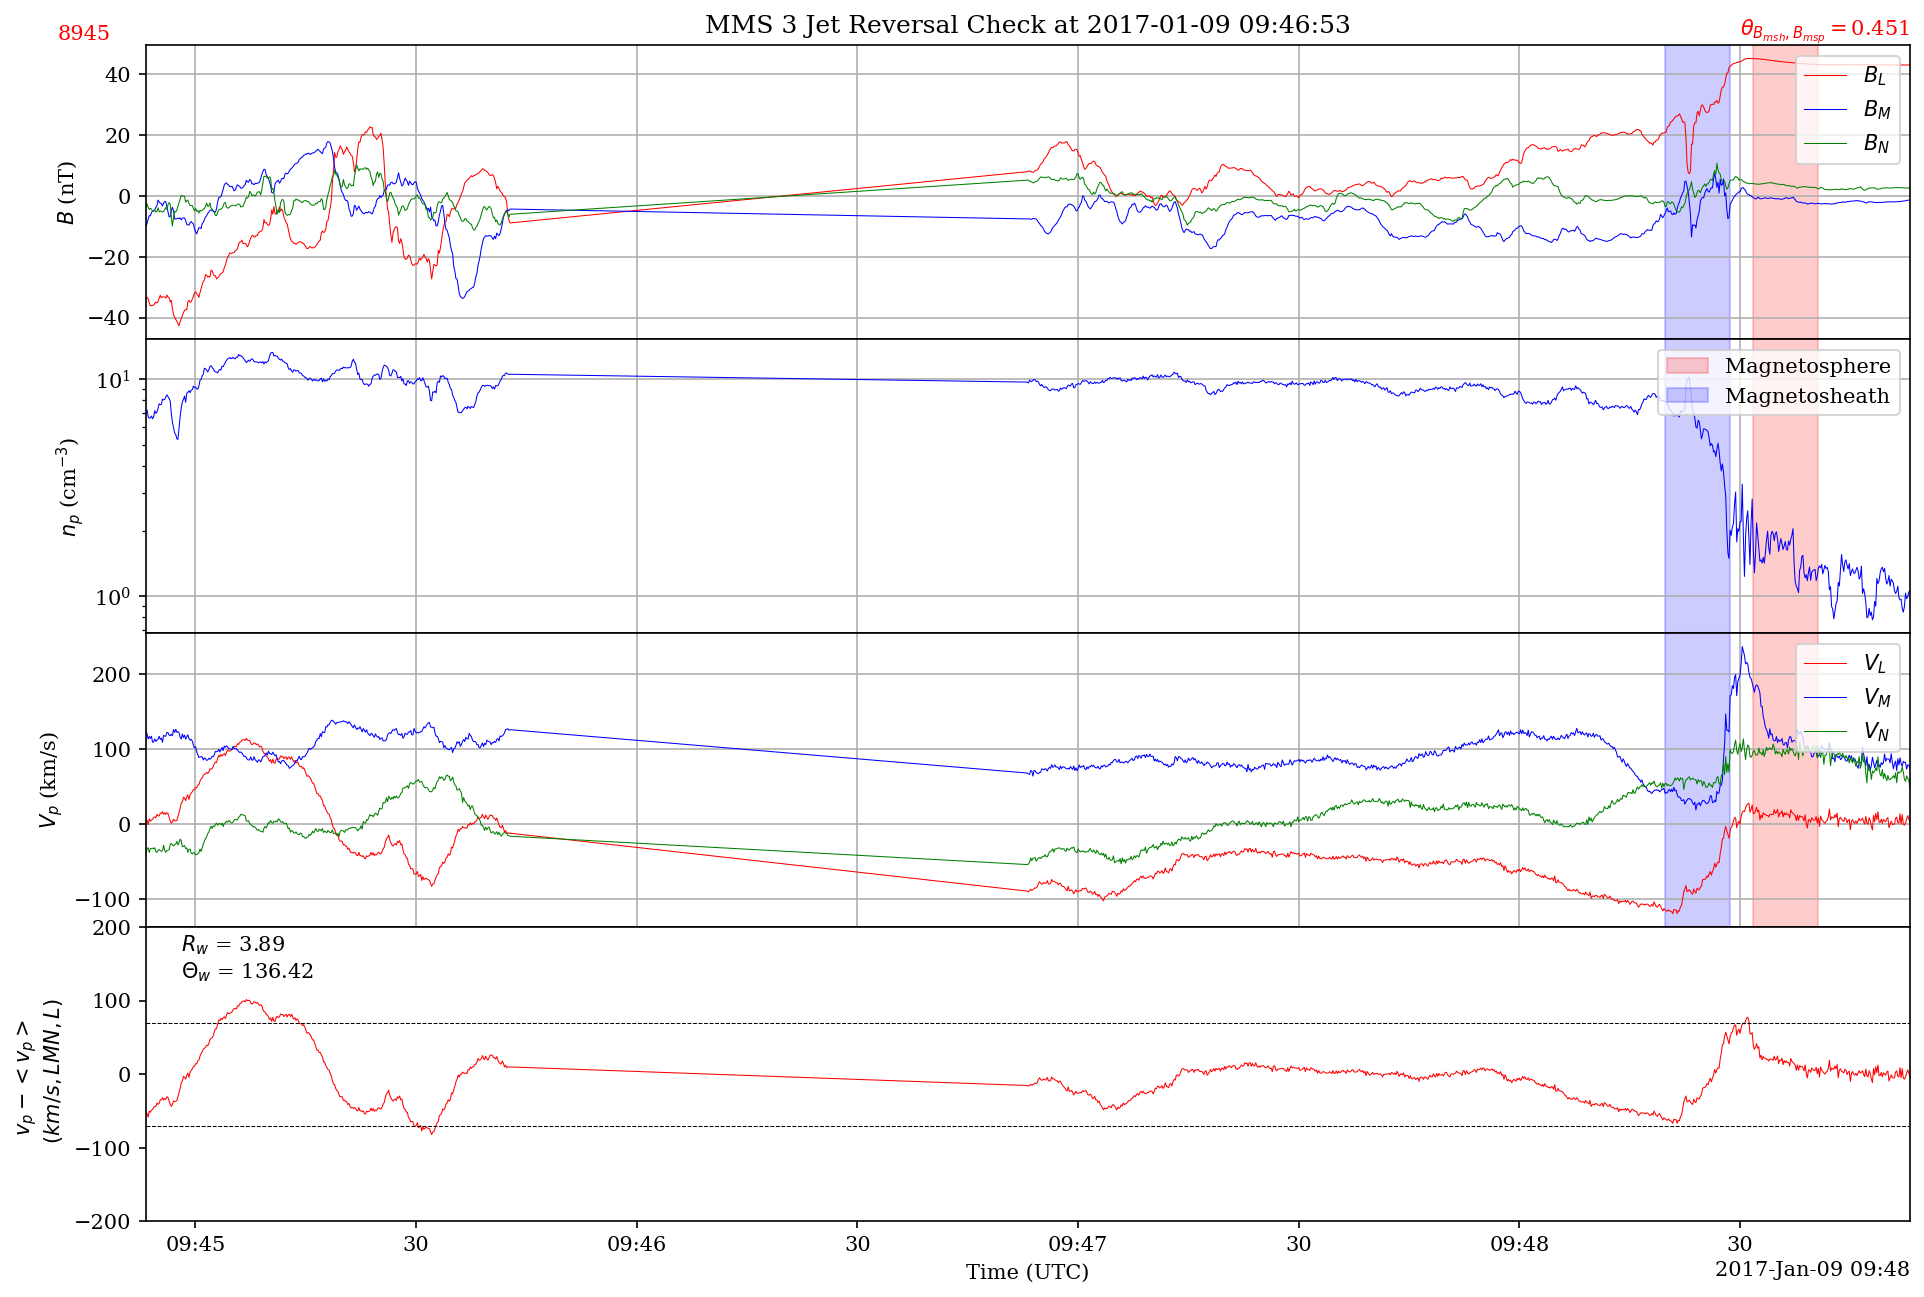 MMS 3 Jet Reversal Check at 2017-01-09 09:46:53
8945
θ_{B_{msh}, B_{msp}} = 0.451
40
20
0
−20
−40
B (nT)
B_L
B_M
B_N
10^1
10^0
n_p (cm^{−3})
Magnetosphere
Magnetosheath
200
100
0
−100
V_p (km/s)
V_L
V_M
V_N
200
100
0
−100
−200
v_p − < v_p >
(km/s, LMN, L)
R_w = 3.89
Θ_w = 136.42
09:45 30 09:46 30 09:47 30 09:48 30
Time (UTC)
2017-Jan-09 09:48